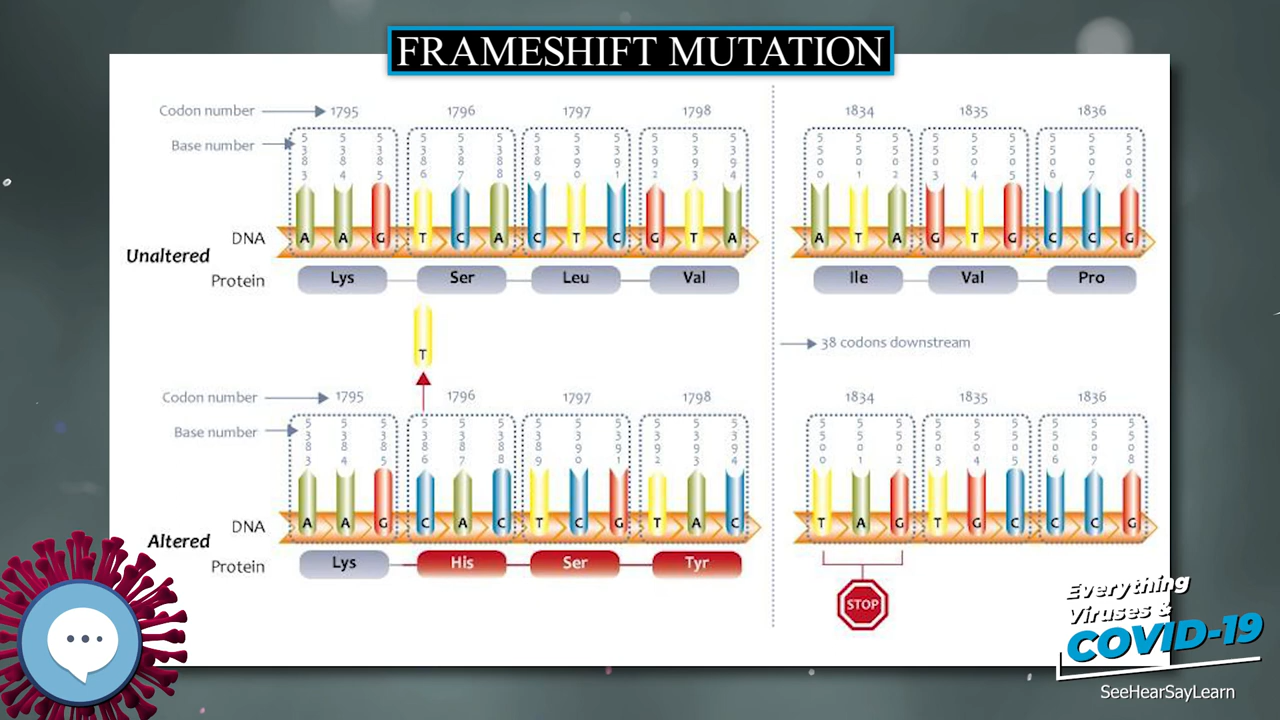 FRAMESHIFT MUTATION
Codon number 1795 1796 1797 1798 1834 1835 1836
Base number 5383 5384 5385 5386 5387 5388 5389 5390 5391 5392 5393 5394 5500 5501 5502 5503 5504 5505 5506 5507 5508
DNA A A G T C A C T C G T A A T A G T G C C G
Unaltered
Protein Lys Ser Leu Val Ile Val Pro
T
38 codons downstream
Codon number 1795 1796 1797 1798 1834 1835 1836
Base number 5383 5384 5385 5386 5387 5388 5389 5390 5391 5392 5393 5394 5500 5501 5502 5503 5504 5505 5506 5507 5508
DNA A A G C A C T C G T A C T A G T G C C C G
Altered
Protein Lys His Ser Tyr
STOP
Everything
Viruses &
COVID-19
SeeHearSayLearn